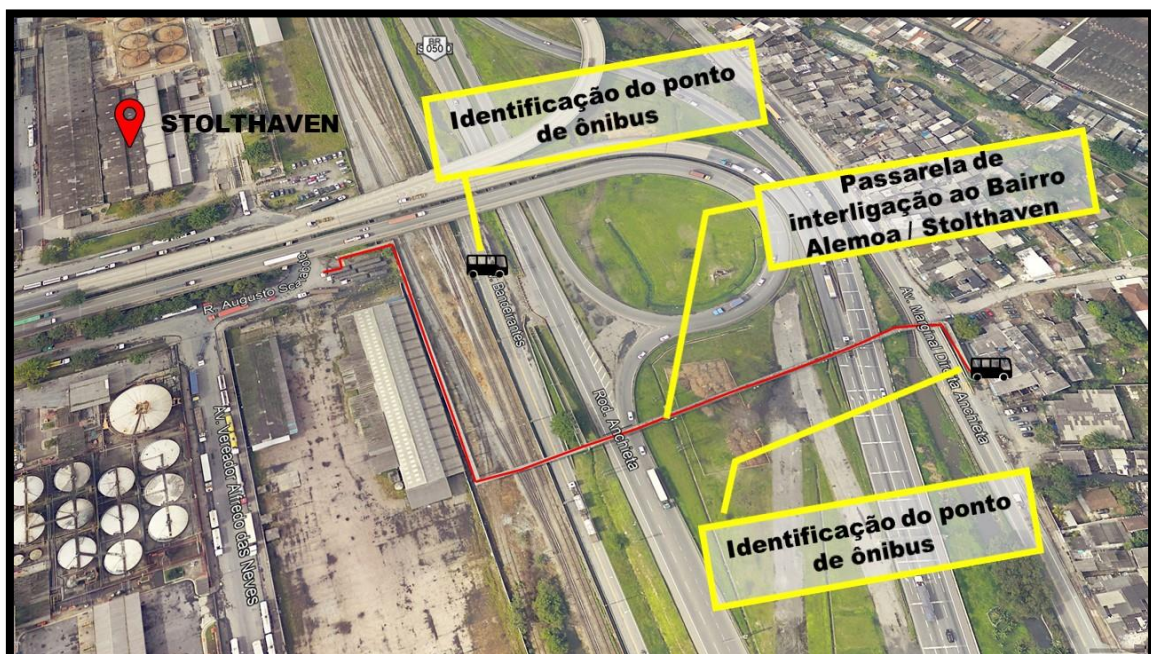 BR
050
Identificação do ponto
de ônibus
STOLTHAVEN
Passarela de
interligação ao Bairro
Alemoa / Stolthaven
R. Augusto Scaraggi
Bandeirantes
Av. Marginal Direita Anchieta
Rod. Anchieta
Av. Vereador Alfredo das Neves
Identificação do ponto
de ônibus